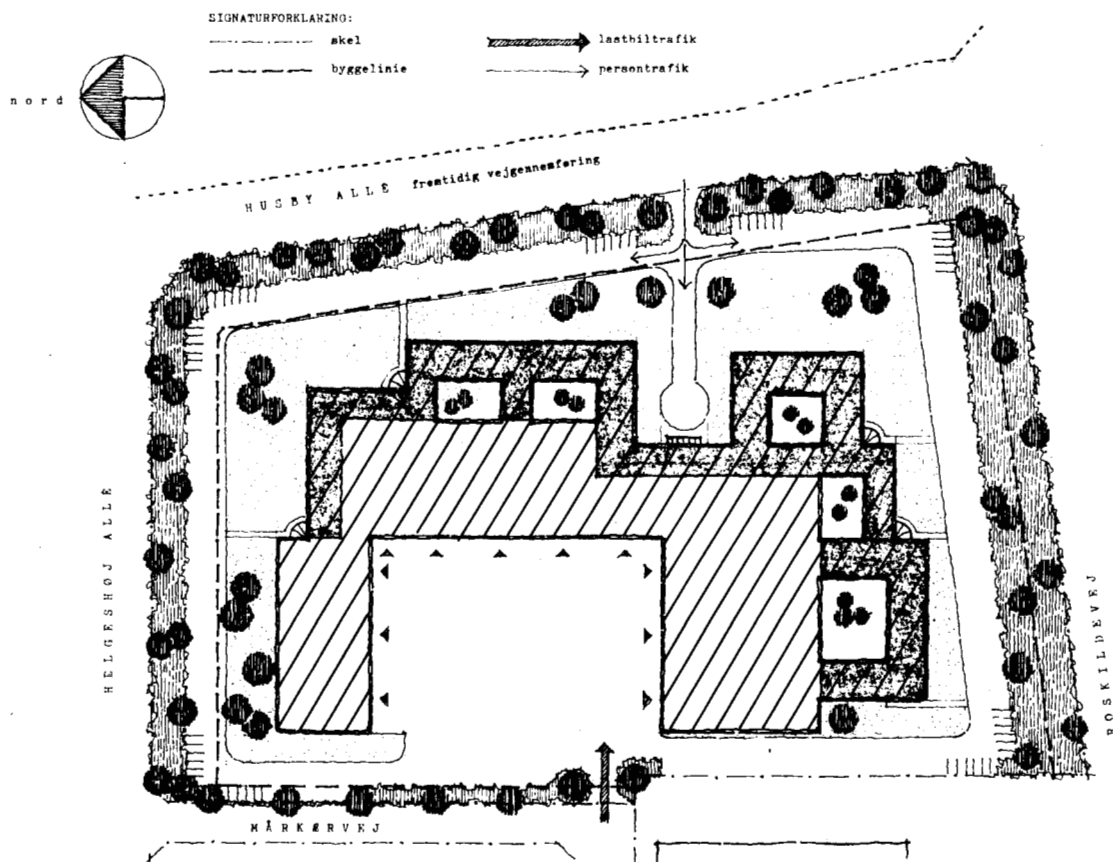 SIGNATURFORKLARING:
skel
lastbiltrafik
byggelinie
persontrafik
nord
HUSBY ALLE fremtidig vejgennemføring
HELGESHØJ ALLE
ROSKILDEVEJ
MÅRKÆRVEJ